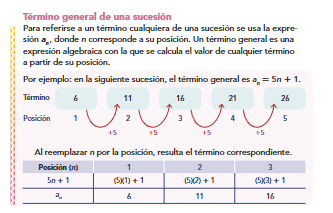 Término general de una sucesión
Para referirse a un término cualquiera de una sucesión se usa la expre-
sión aₙ, donde n corresponde a su posición. Un término general es una
expresión algebraica con la que se calcula el valor de cualquier término
a partir de su posición.
Por ejemplo: en la siguiente sucesión, el término general es aₙ = 5n + 1.
Término 6 11 16 21 26
Posición 1 2 3 4 5
+5 +5 +5 +5
Al reemplazar n por la posición, resulta el término correspondiente.
Posición (n) 1 2 3
5n + 1 (5)(1) + 1 (5)(2) + 1 (5)(3) + 1
aₙ 6 11 16